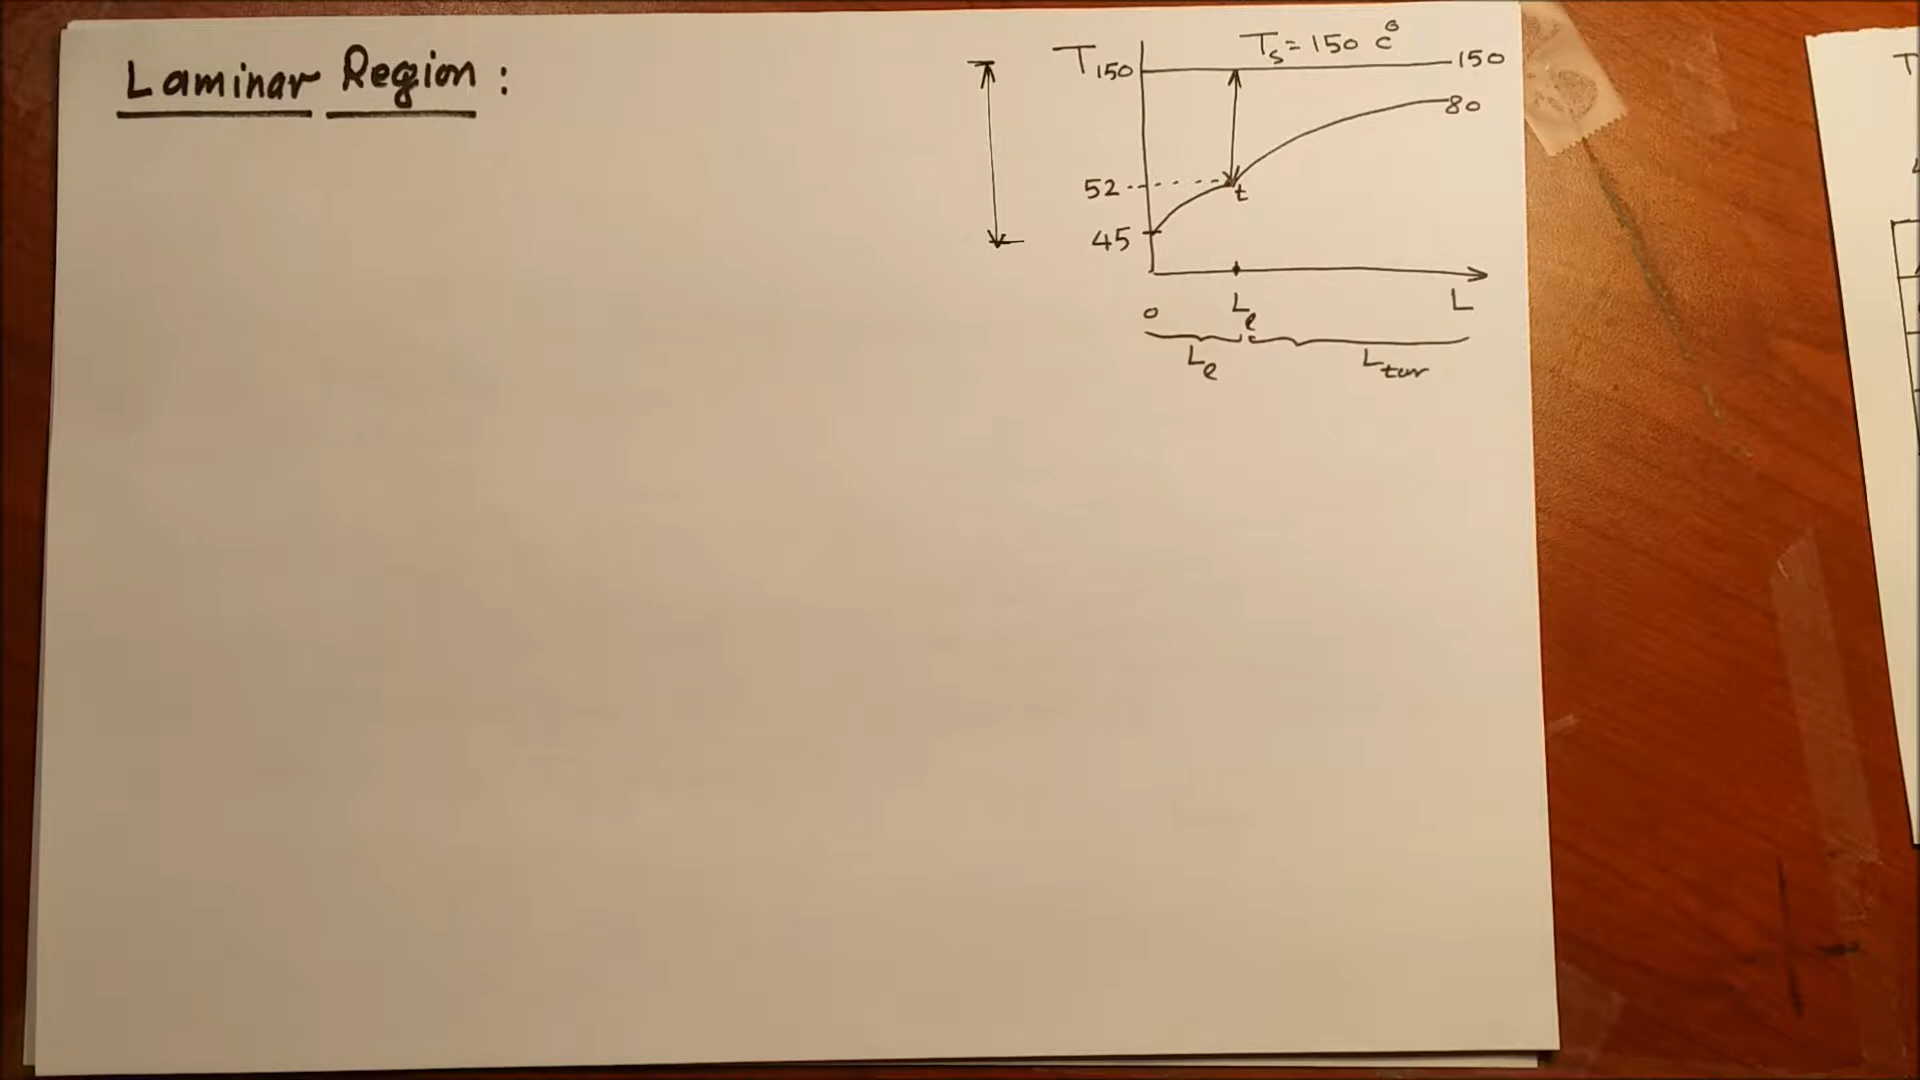 Laminar Region :
T
Ts = 150 c°
150
150
80
52
t
45
0
Le
L
Le
Ltur
T